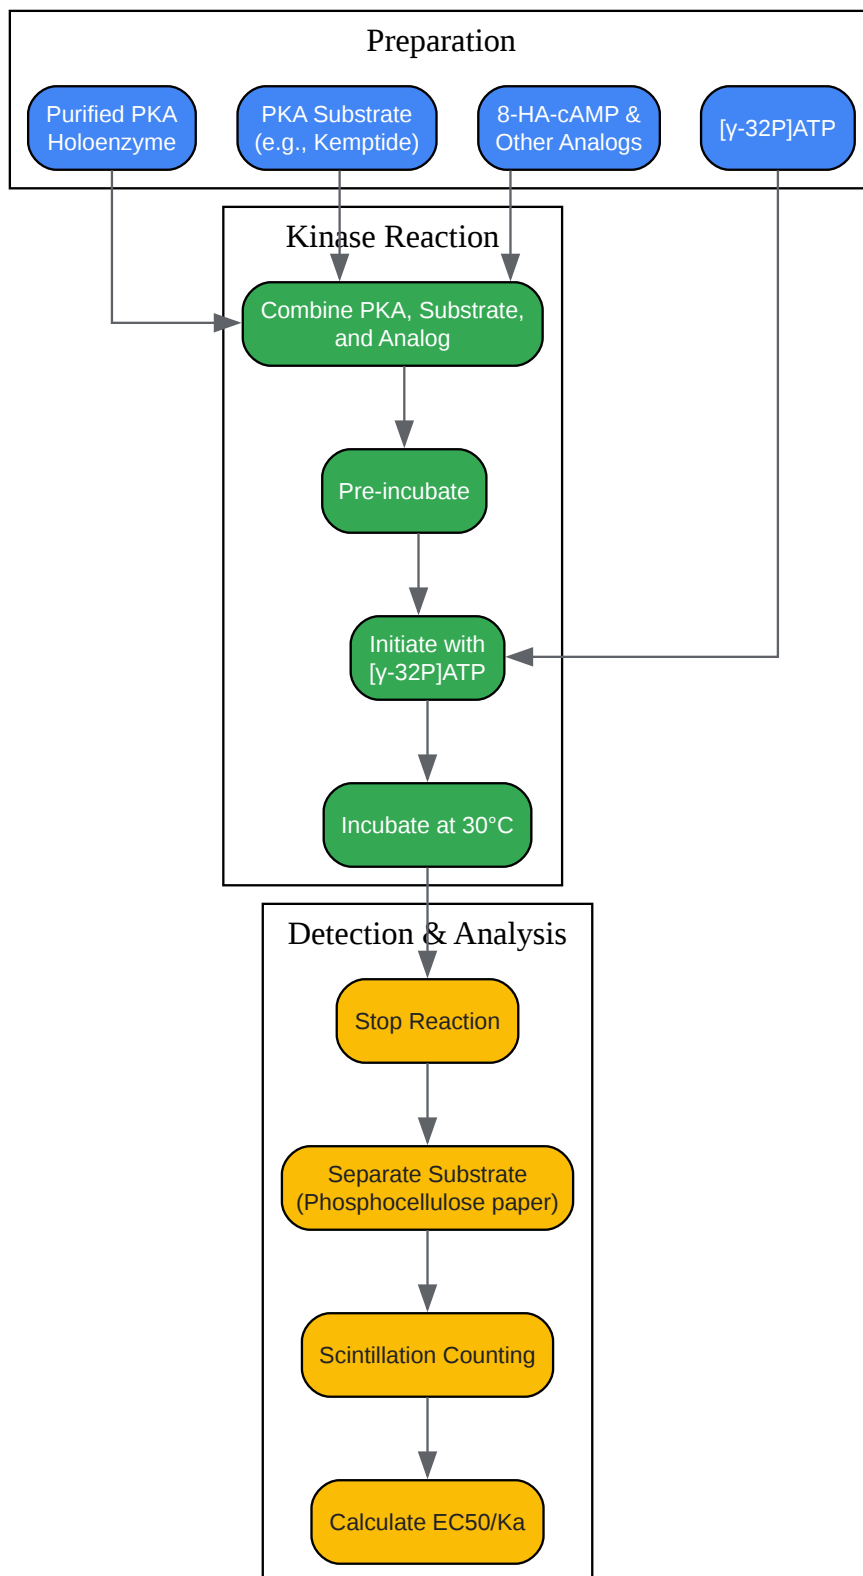 Preparation
Purified PKA
Holoenzyme
PKA Substrate
(e.g., Kemptide)
8-HA-cAMP &
Other Analogs
[γ-32P]ATP
Kinase Reaction
Combine PKA, Substrate,
and Analog
Pre-incubate
Initiate with
[γ-32P]ATP
Incubate at 30°C
Detection & Analysis
Stop Reaction
Separate Substrate
(Phosphocellulose paper)
Scintillation Counting
Calculate EC50/Ka